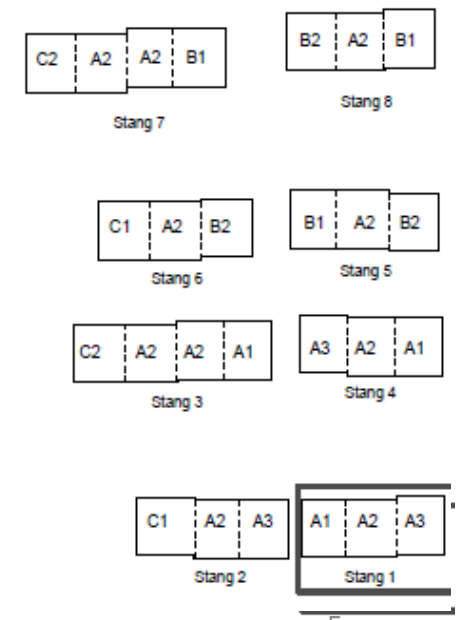 C2 A2 A2 B1
Stang 7
B2 A2 B1
Stang 8
C1 A2 B2
Stang 6
B1 A2 B2
Stang 5
C2 A2 A2 A1
Stang 3
A3 A2 A1
Stang 4
C1 A2 A3
Stang 2
A1 A2 A3
Stang 1